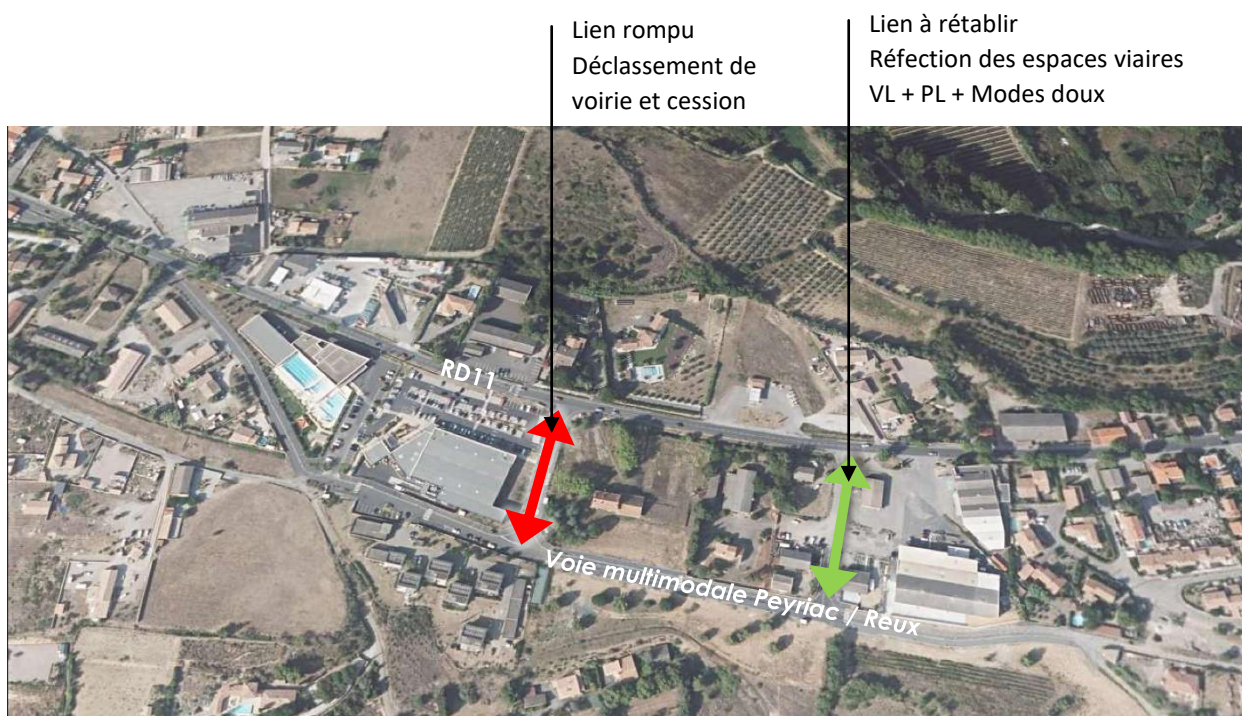 Lien rompu
Déclassement de
voirie et cession
Lien à rétablir
Réfection des espaces viaires
VL + PL + Modes doux
RD11
Voie multimodale Peyriac / Reux